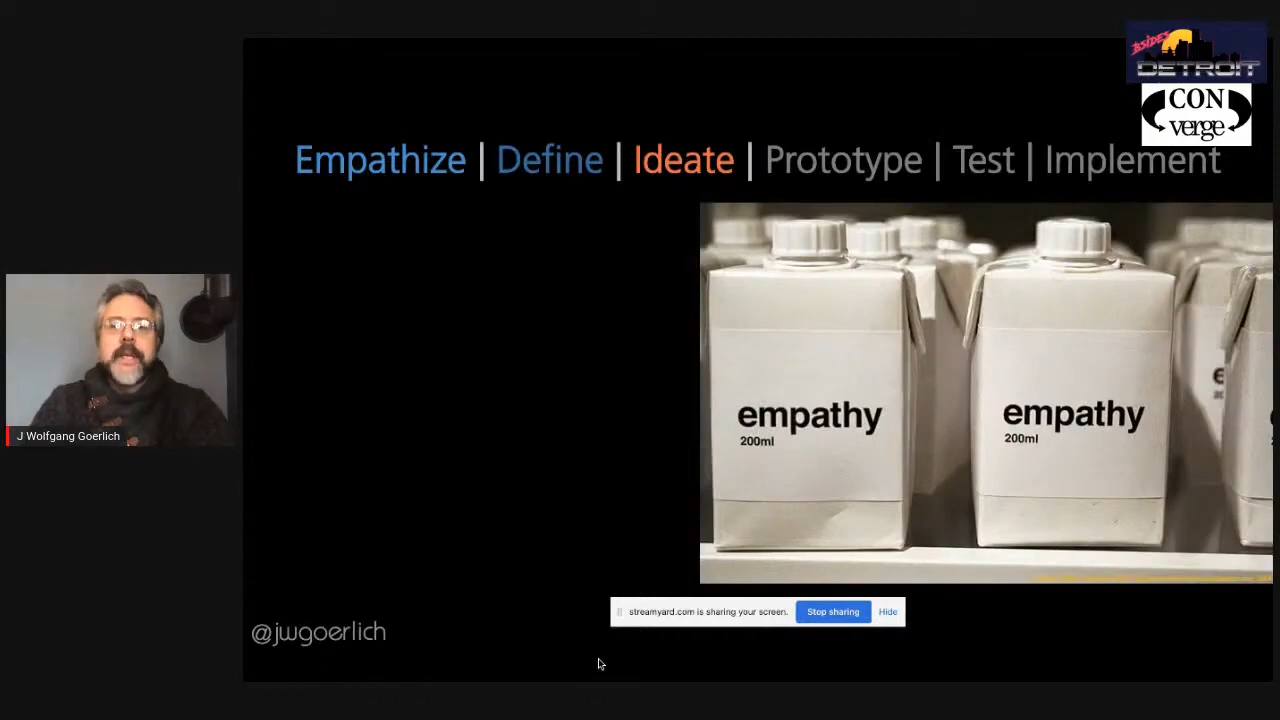 BSIDES
DETROIT
CON
verge
Empathize | Define | Ideate | Prototype | Test | Implement
empathy
200ml
empathy
200ml
J Wolfgang Goerlich
streamyard.com is sharing your screen.
Stop sharing
Hide
@jwgoerlich